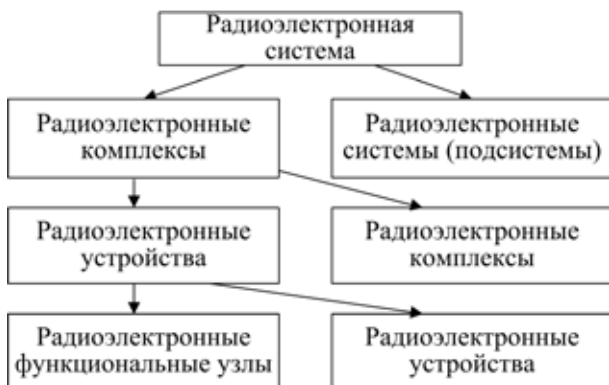 Радиоэлектронная
система
Радиоэлектронные
комплексы
Радиоэлектронные
системы (подсистемы)
Радиоэлектронные
устройства
Радиоэлектронные
комплексы
Радиоэлектронные
функциональные узлы
Радиоэлектронные
устройства